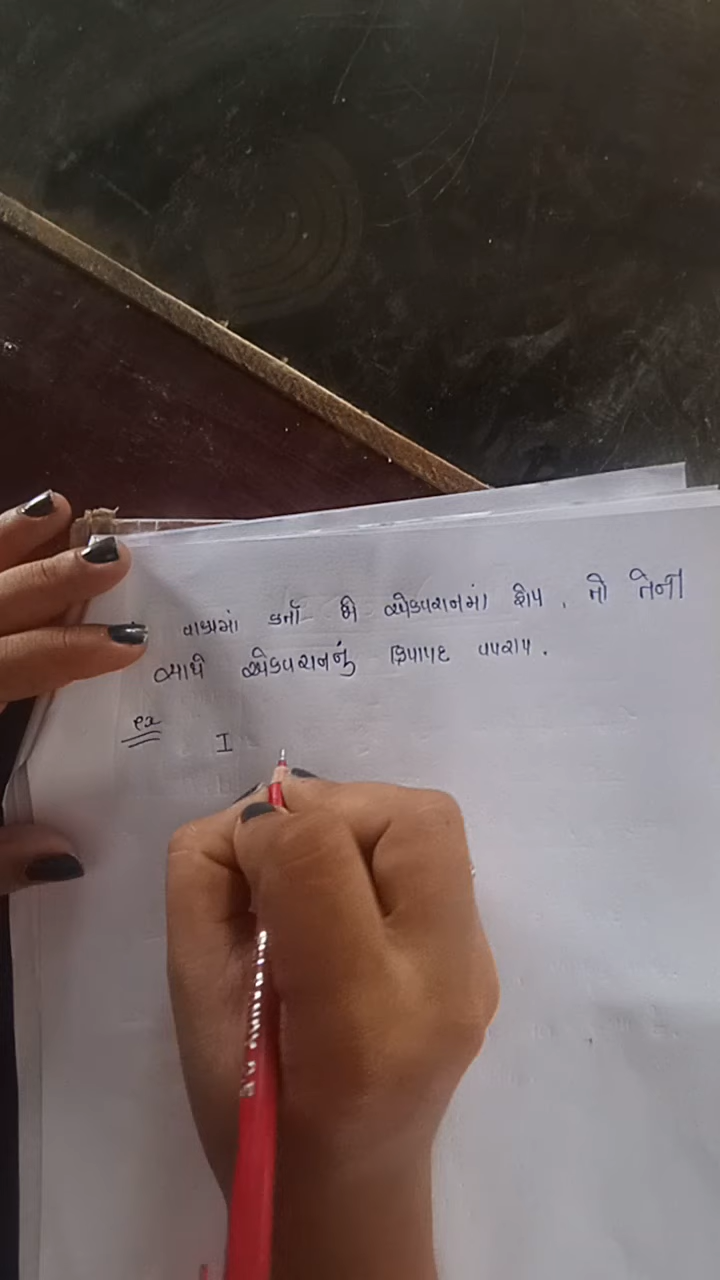 વાક્યમાં કર્તા જો એકવચનમાં હોય, તો તેની
સાથે એકવચનનું ક્રિયાપદ વપરાય.
ex I